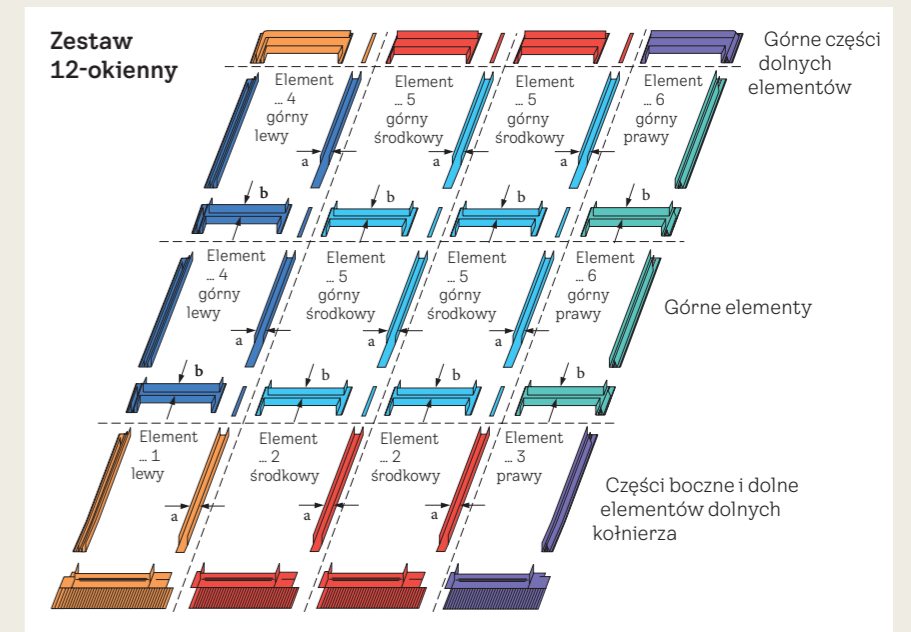 Zestaw
12-okienny
Górne części
dolnych
elementów
Element
... 4
górny
lewy
Element
... 5
górny
środkowy
Element
... 5
górny
środkowy
Element
... 6
górny
prawy
a
a
a
b
b
b
b
Element
... 4
górny
lewy
Element
... 5
górny
środkowy
Element
... 5
górny
środkowy
Element
... 6
górny
prawy
Górne elementy
a
a
a
b
b
b
b
Element
... 1
lewy
Element
... 2
środkowy
Element
... 2
środkowy
Element
... 3
prawy
Części boczne i dolne
elementów dolnych
kołnierza
a
a
a